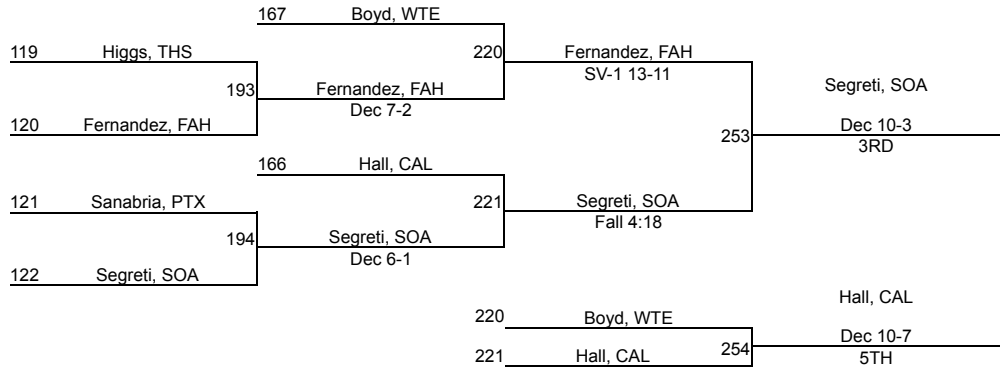 167 Boyd, WTE
119 Higgs, THS
220
Fernandez, FAH
SV-1 13-11
193
Fernandez, FAH
Dec 7-2
Segreti, SOA
120 Fernandez, FAH
253
Dec 10-3
3RD
166 Hall, CAL
121 Sanabria, PTX
221
Segreti, SOA
Fall 4:18
194
Segreti, SOA
Dec 6-1
122 Segreti, SOA
Hall, CAL
220 Boyd, WTE
254
Dec 10-7
5TH
221 Hall, CAL